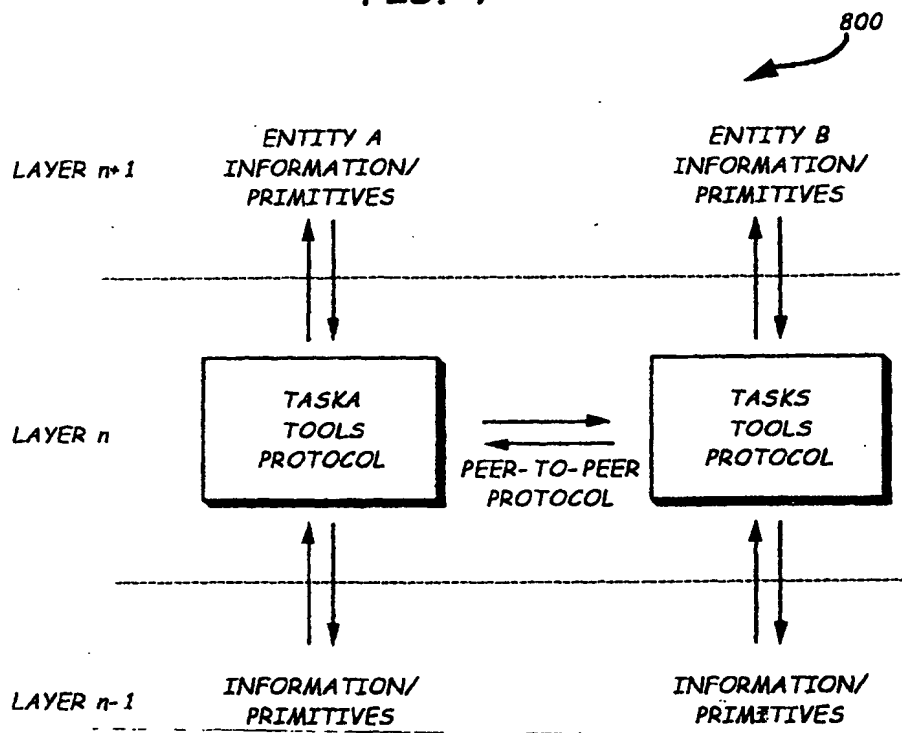 800
LAYER n+1
ENTITY A
INFORMATION/
PRIMITIVES
ENTITY B
INFORMATION/
PRIMITIVES
LAYER n
TASKA
TOOLS
PROTOCOL
PEER-TO-PEER
PROTOCOL
TASKS
TOOLS
PROTOCOL
LAYER n-1
INFORMATION/
PRIMITIVES
INFORMATION/
PRIMITIVES